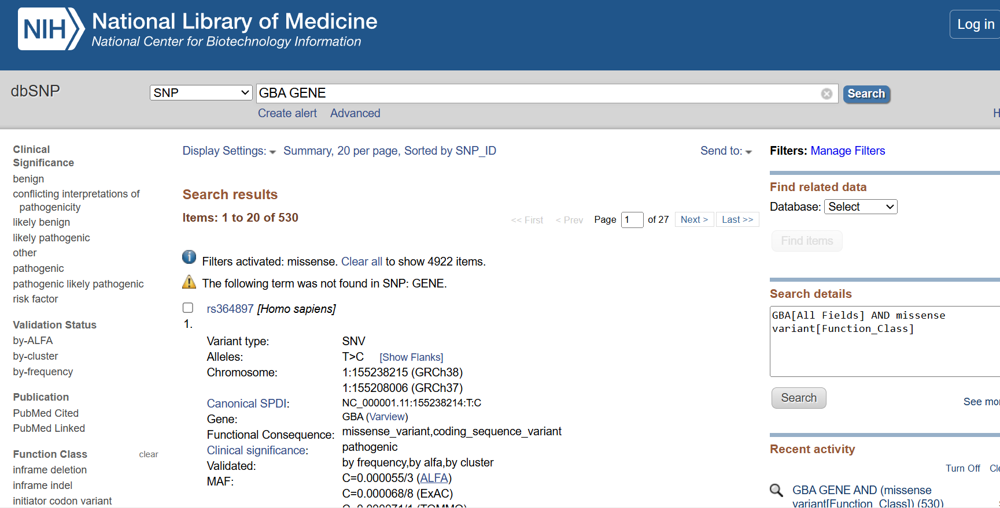 NIH
National Library of Medicine
National Center for Biotechnology Information
Log in
dbSNP
SNP
GBA GENE
Search
Create alert Advanced
H
Clinical
Significance
benign
conflicting interpretations of
pathogenicity
likely benign
likely pathogenic
other
pathogenic
pathogenic likely pathogenic
risk factor
Validation Status
by-ALFA
by-cluster
by-frequency
Publication
PubMed Cited
PubMed Linked
Function Class clear
inframe deletion
inframe indel
initiator codon variant
Display Settings: Summary, 20 per page, Sorted by SNP_ID
Send to:
Search results
Items: 1 to 20 of 530
<< First < Prev Page 1 of 27 Next > Last >>
Filters activated: missense. Clear all to show 4922 items.
The following term was not found in SNP: GENE.
rs364897 [Homo sapiens]
1.
Variant type: SNV
Alleles: T>C [Show Flanks]
Chromosome: 1:155238215 (GRCh38)
1:155208006 (GRCh37)
Canonical SPDI: NC_000001.11:155238214:T:C
Gene: GBA (Varview)
Functional Consequence: missense_variant,coding_sequence_variant
Clinical significance: pathogenic
Validated: by frequency,by alfa,by cluster
MAF: C=0.000055/3 (ALFA)
C=0.000068/8 (ExAC)
C=0.000071/1 (TOMMO)
Filters: Manage Filters
Find related data
Database: Select
Find items
Search details
GBA[All Fields] AND missense
variant[Function_Class]
Search
See mor
Recent activity
Turn Off Cle
GBA GENE AND (missense
variant[Function_Class]) (530)